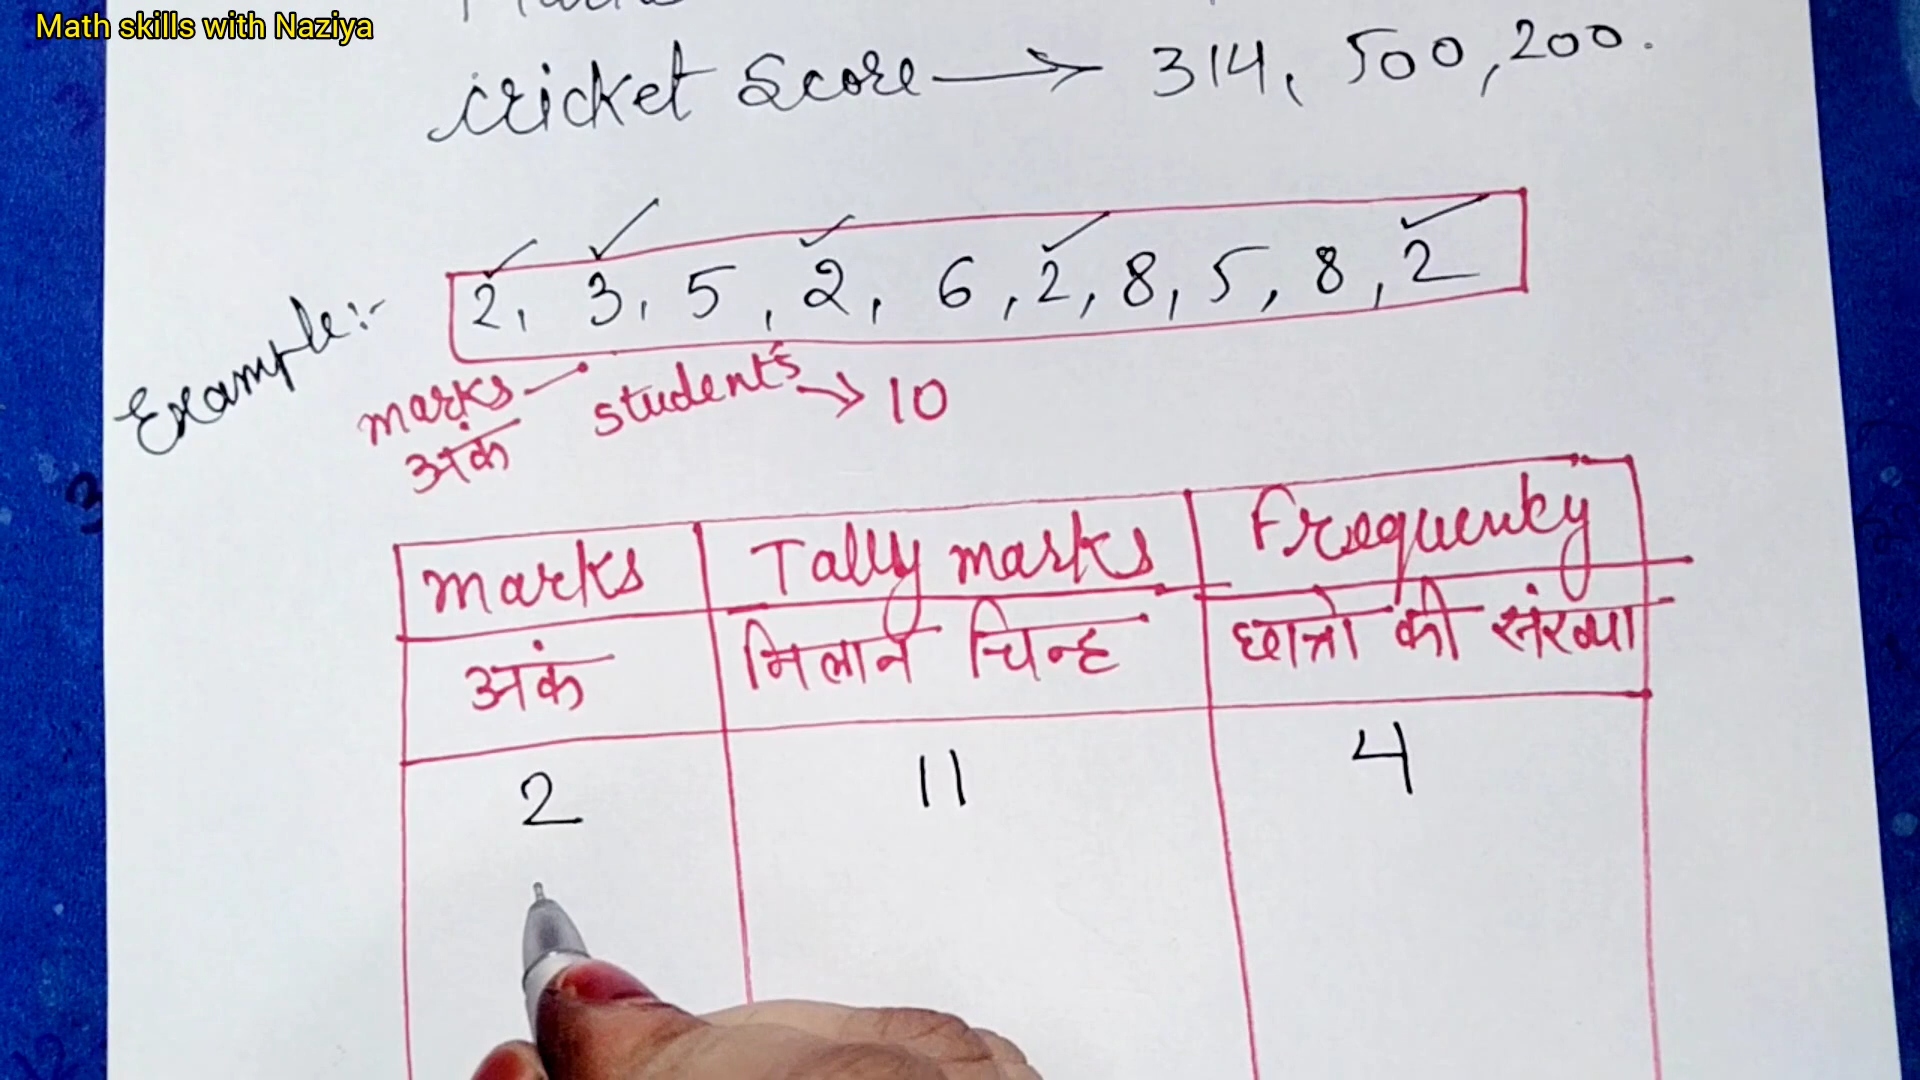 Math skills with Naziya
cricket Score → 314, 500, 200.
Example:- 2, 3, 5, 2, 6, 2, 8, 5, 8, 2
marks students → 10
अंक
marks Tally marks Frequenky
अंक मिलान चिन्ह छात्रो की संख्या
2 || 4